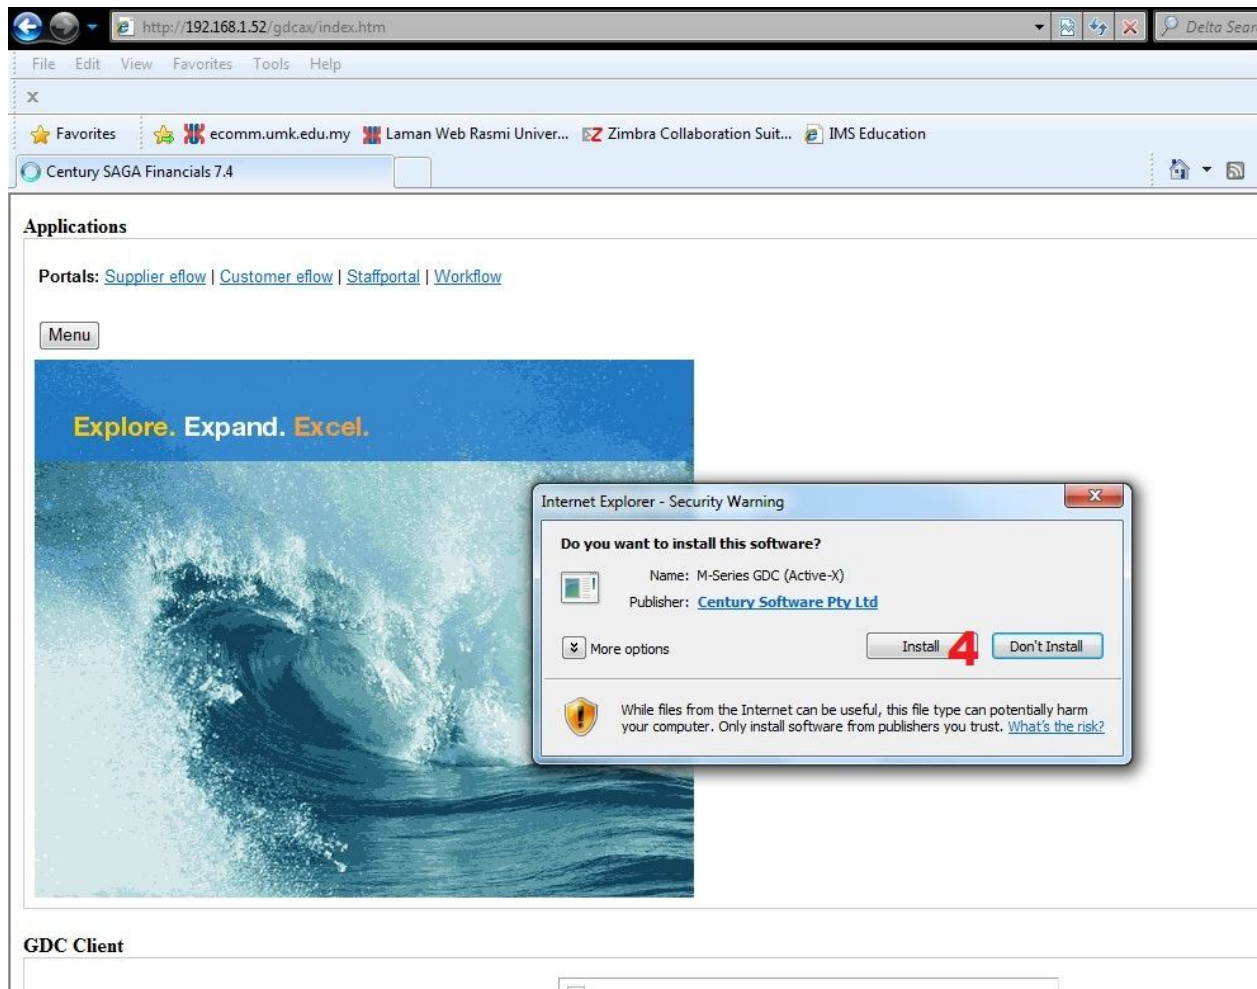 http://192.168.1.52/gdcax/index.htm
Delta Sear
File Edit View Favorites Tools Help
x
Favorites ecomm.umk.edu.my Laman Web Rasmi Univer... Zimbra Collaboration Suit... IMS Education
Century SAGA Financials 7.4
Applications
Portals: Supplier eflow | Customer eflow | Staffportal | Workflow
Menu
Explore. Expand. Excel.
Internet Explorer - Security Warning
Do you want to install this software?
Name: M-Series GDC (Active-X)
Publisher: Century Software Pty Ltd
More options Install 4 Don't Install
While files from the Internet can be useful, this file type can potentially harm
your computer. Only install software from publishers you trust. What's the risk?
GDC Client